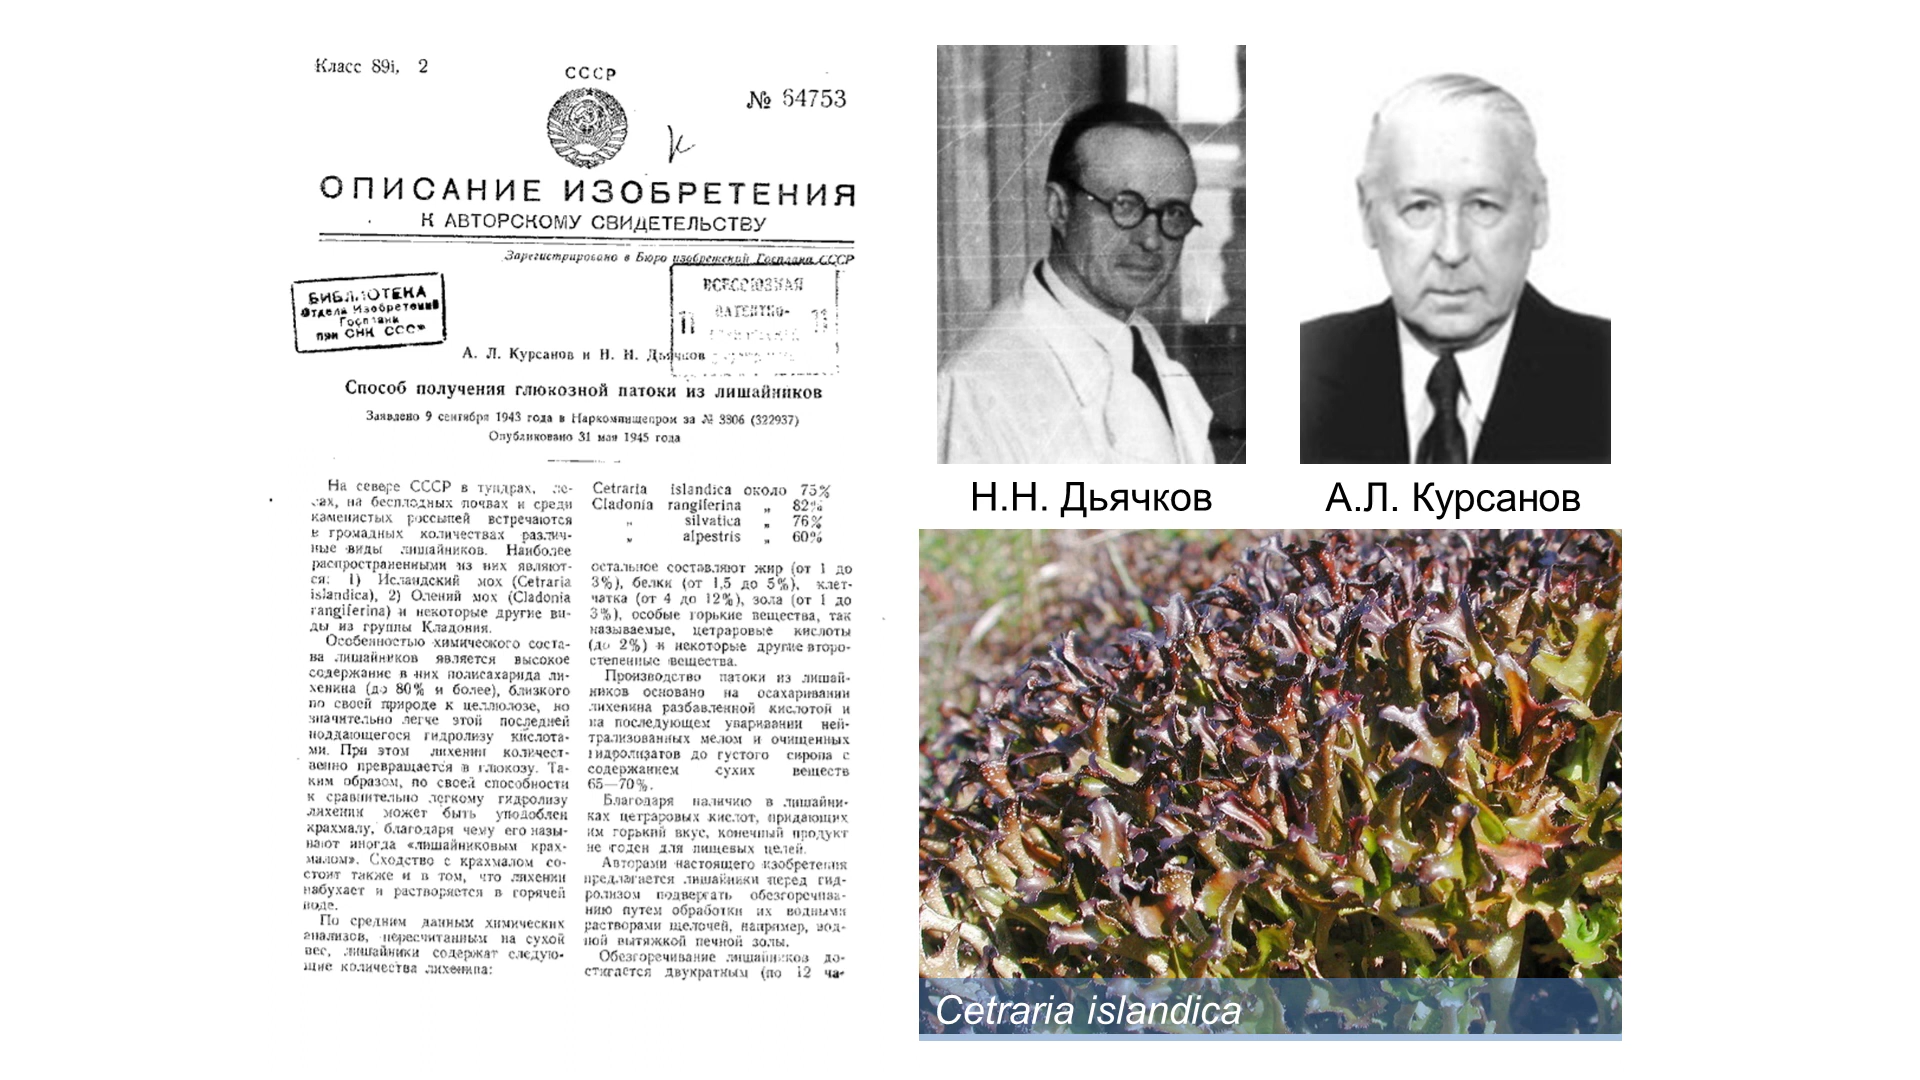 Класс 89i, 2
СССР
№ 64753
ОПИСАНИЕ ИЗОБРЕТЕНИЯ
К АВТОРСКОМУ СВИДЕТЕЛЬСТВУ
Зарегистрировано в Бюро изобретений Госплана СССР
БИБЛИОТЕКА
Отдела Изобретений
Госплана
при СНК СССР
ВСЕСОЮЗНАЯ
ПАТЕНТНО-
А. Л. Курсанов и Н. Н. Дьячков
Способ получения глюкозной патоки из лишайников
Заявлено 9 сентября 1943 года в Наркомпищепром за № 3806 (322937)
Опубликовано 31 мая 1945 года
На севере СССР в тундрах, ле-
сах, на бесплодных почвах и среди
каменистых россыпей встречаются
в громадных количествах различ-
ные виды лишайников. Наиболее
распространенными из них являют-
ся: 1) Исландский мох (Cetraria
islandica), 2) Олений мох (Cladonia
rangiferina) и некоторые другие ви-
ды из группы Кладония.
Особенностью химического соста-
ва лишайников является высокое
содержание в них полисахарида ли-
хенина (до 80% и более), близкого
по своей природе к целлюлозе, но
значительно легче этой последней
поддающегося гидролизу кислота-
ми. При этом лихенин количест-
венно превращается в глюкозу. Та-
ким образом, по своей способности
к сравнительно легкому гидролизу
лихенин может быть уподоблен
крахмалу, благодаря чему его назы-
вают иногда «лишайниковым крах-
малом». Сходство с крахмалом со-
стоит также и в том, что лихенин
набухает и растворяется в горячей
воде.
По средним данным химических
анализов, пересчитанным на сухой
вес, лишайники содержат следую-
щие количества лихенина:
Cetraria islandica около 75%
Cladonia rangiferina „ 82%
„ silvatica „ 76%
„ alpestris „ 60%
остальное составляют жир (от 1 до
3%), белки (от 1,5 до 5%), клет-
чатка (от 4 до 12%), зола (от 1 до
3%), особые горькие вещества, так
называемые, цетраровые кислоты
(до 2%) и некоторые другие второ-
степенные вещества.
Производство патоки из лишай-
ников основано на осахаривании
лихенина разбавленной кислотой и
на последующем уваривании ней-
трализованных мелом и очищенных
гидролизатов до густого сиропа с
содержанием сухих веществ
65—70%.
Благодаря наличию в лишайни-
ках цетраровых кислот, придающих
им горький вкус, конечный продукт
не годен для пищевых целей.
Авторами настоящего изобретения
предлагается лишайники перед гид-
ролизом подвергать обезгоречива-
нию путем обработки их водными
растворами щелочей, например, вод-
ной вытяжкой печной золы.
Обезгоречивание лишайников до-
стигается двукратным (по 12 ча-
Н.Н. Дьячков
А.Л. Курсанов
Cetraria islandica